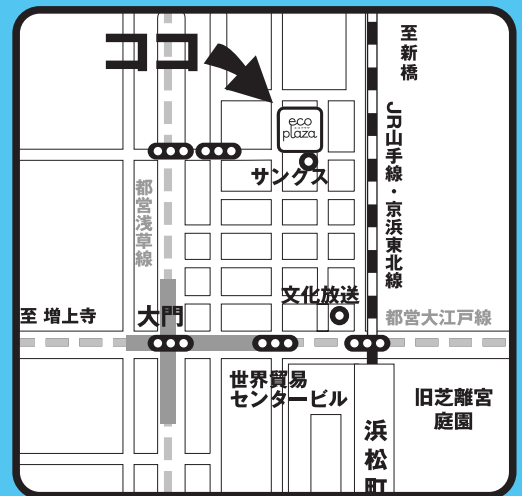 ココ
至新橋
eco
plaza
JR山手線・京浜東北線
サンクス
都営浅草線
文化放送
至 増上寺
大門
都営大江戸線
世界貿易
センタービル
旧芝離宮
庭園
浜松町